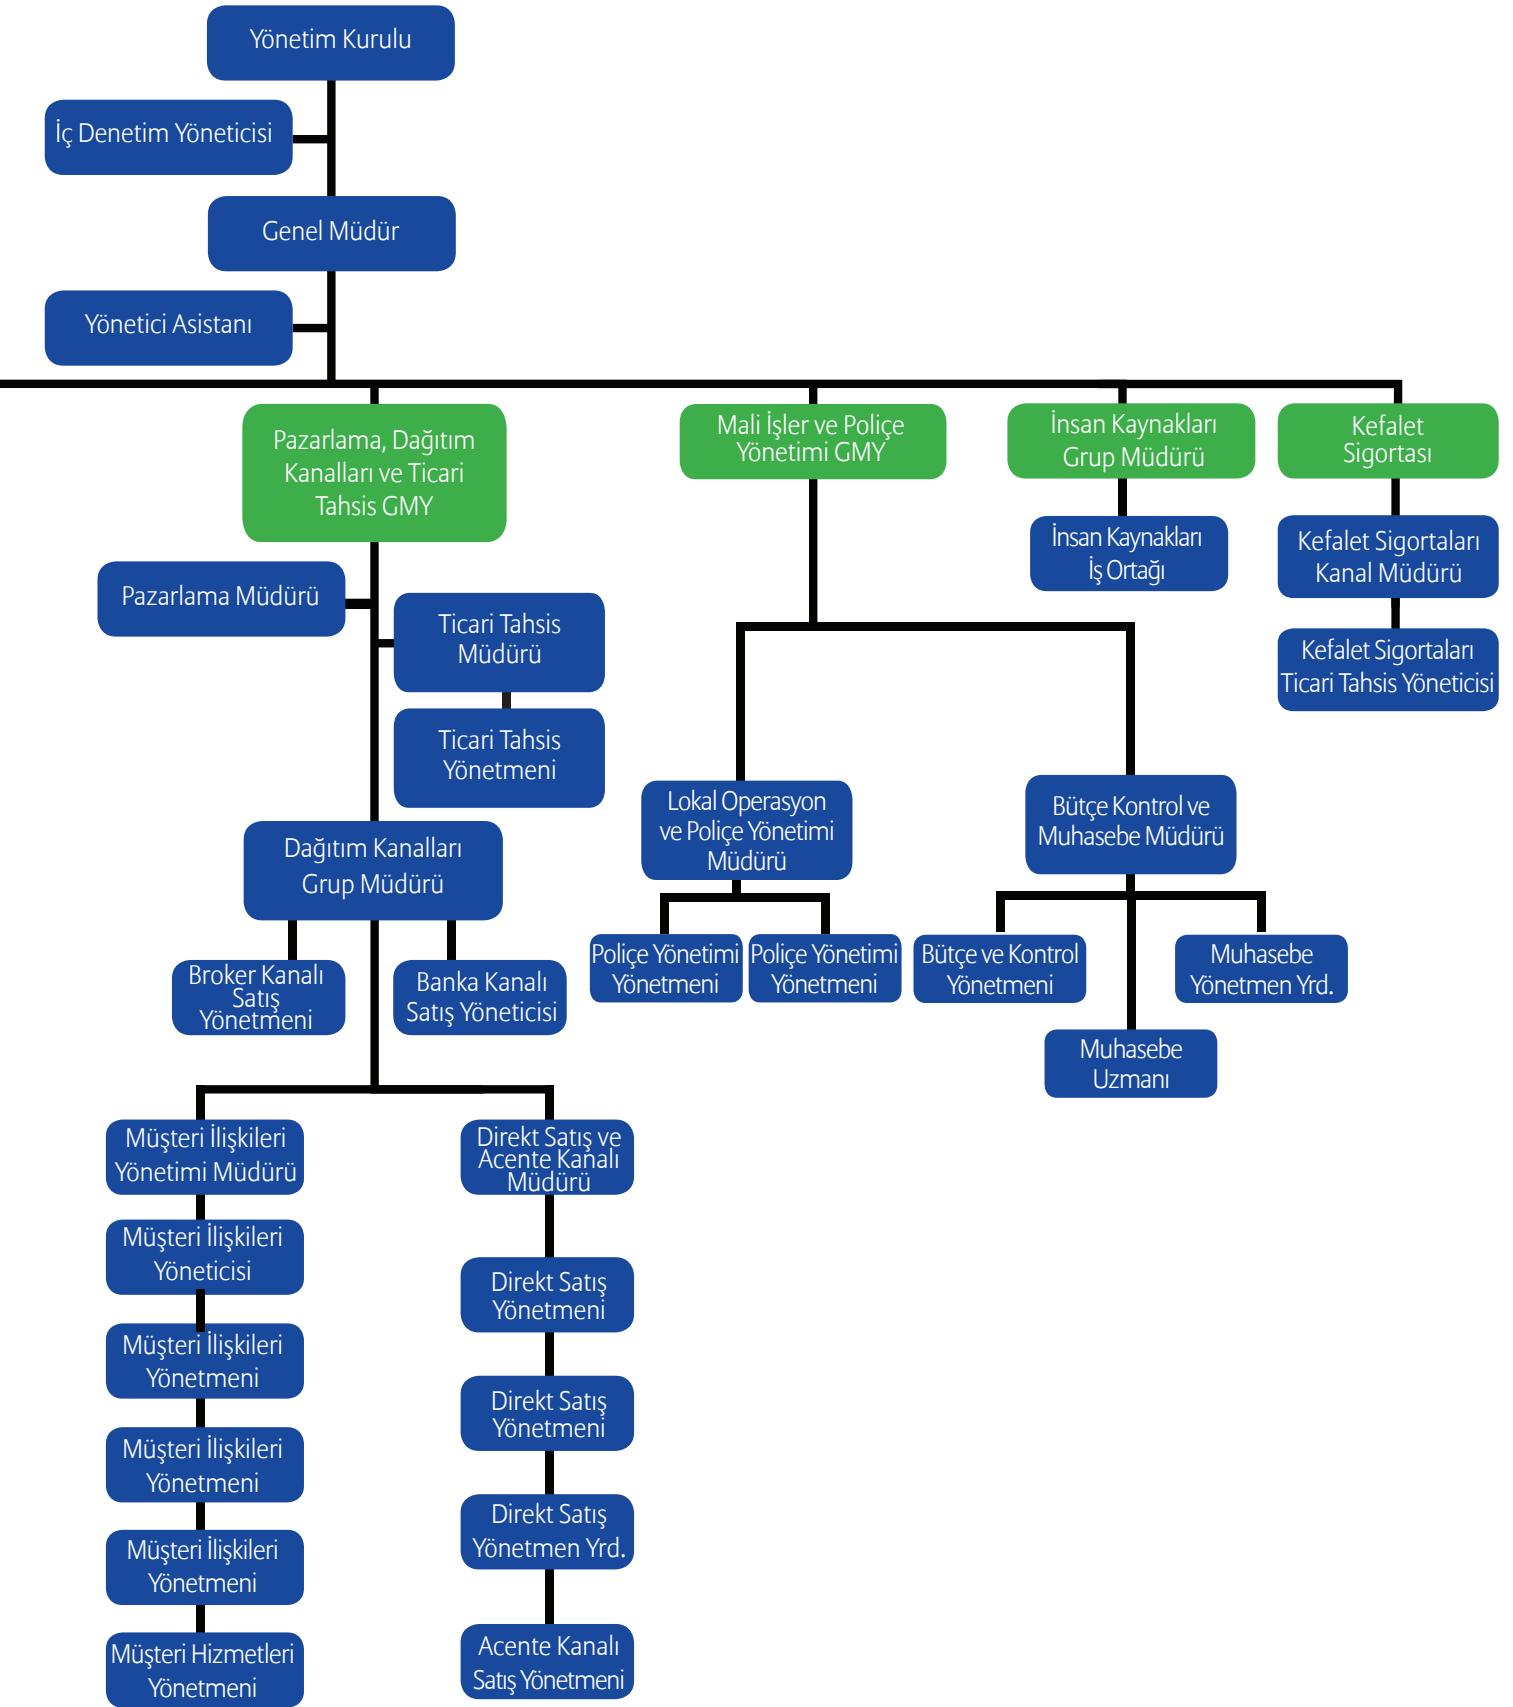 Yönetim Kurulu
İç Denetim Yöneticisi
Genel Müdür
Yönetici Asistanı
Pazarlama, Dağıtım
Kanalları ve Ticari
Tahsis GMY
Mali İşler ve Poliçe
Yönetimi GMY
İnsan Kaynakları
Grup Müdürü
Kefalet
Sigortası
İnsan Kaynakları
İş Ortağı
Kefalet Sigortaları
Kanal Müdürü
Kefalet Sigortaları
Ticari Tahsis Yöneticisi
Pazarlama Müdürü
Ticari Tahsis
Müdürü
Ticari Tahsis
Yönetmeni
Lokal Operasyon
ve Poliçe Yönetimi
Müdürü
Bütçe Kontrol ve
Muhasebe Müdürü
Dağıtım Kanalları
Grup Müdürü
Broker Kanalı
Satış
Yönetmeni
Banka Kanalı
Satış Yöneticisi
Poliçe Yönetimi
Yönetmeni
Poliçe Yönetimi
Yönetmeni
Bütçe ve Kontrol
Yönetmeni
Muhasebe
Yönetmen Yrd.
Muhasebe
Uzmanı
Müşteri İlişkileri
Yönetimi Müdürü
Müşteri İlişkileri
Yöneticisi
Müşteri İlişkileri
Yönetmeni
Müşteri İlişkileri
Yönetmeni
Müşteri İlişkileri
Yönetmeni
Müşteri Hizmetleri
Yönetmeni
Direkt Satış ve
Acente Kanalı
Müdürü
Direkt Satış
Yönetmeni
Direkt Satış
Yönetmeni
Direkt Satış
Yönetmen Yrd.
Acente Kanalı
Satış Yönetmeni